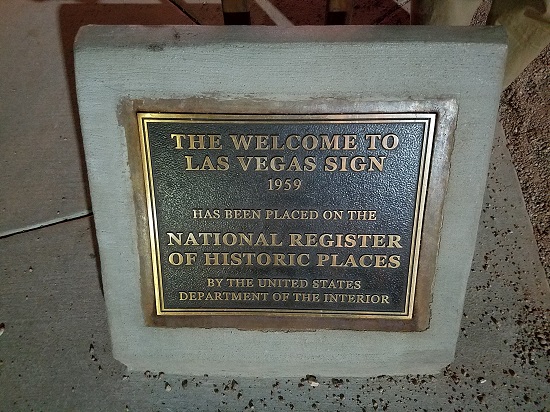 THE WELCOME TO
LAS VEGAS SIGN
1959
HAS BEEN PLACED ON THE
NATIONAL REGISTER
OF HISTORIC PLACES
BY THE UNITED STATES
DEPARTMENT OF THE INTERIOR